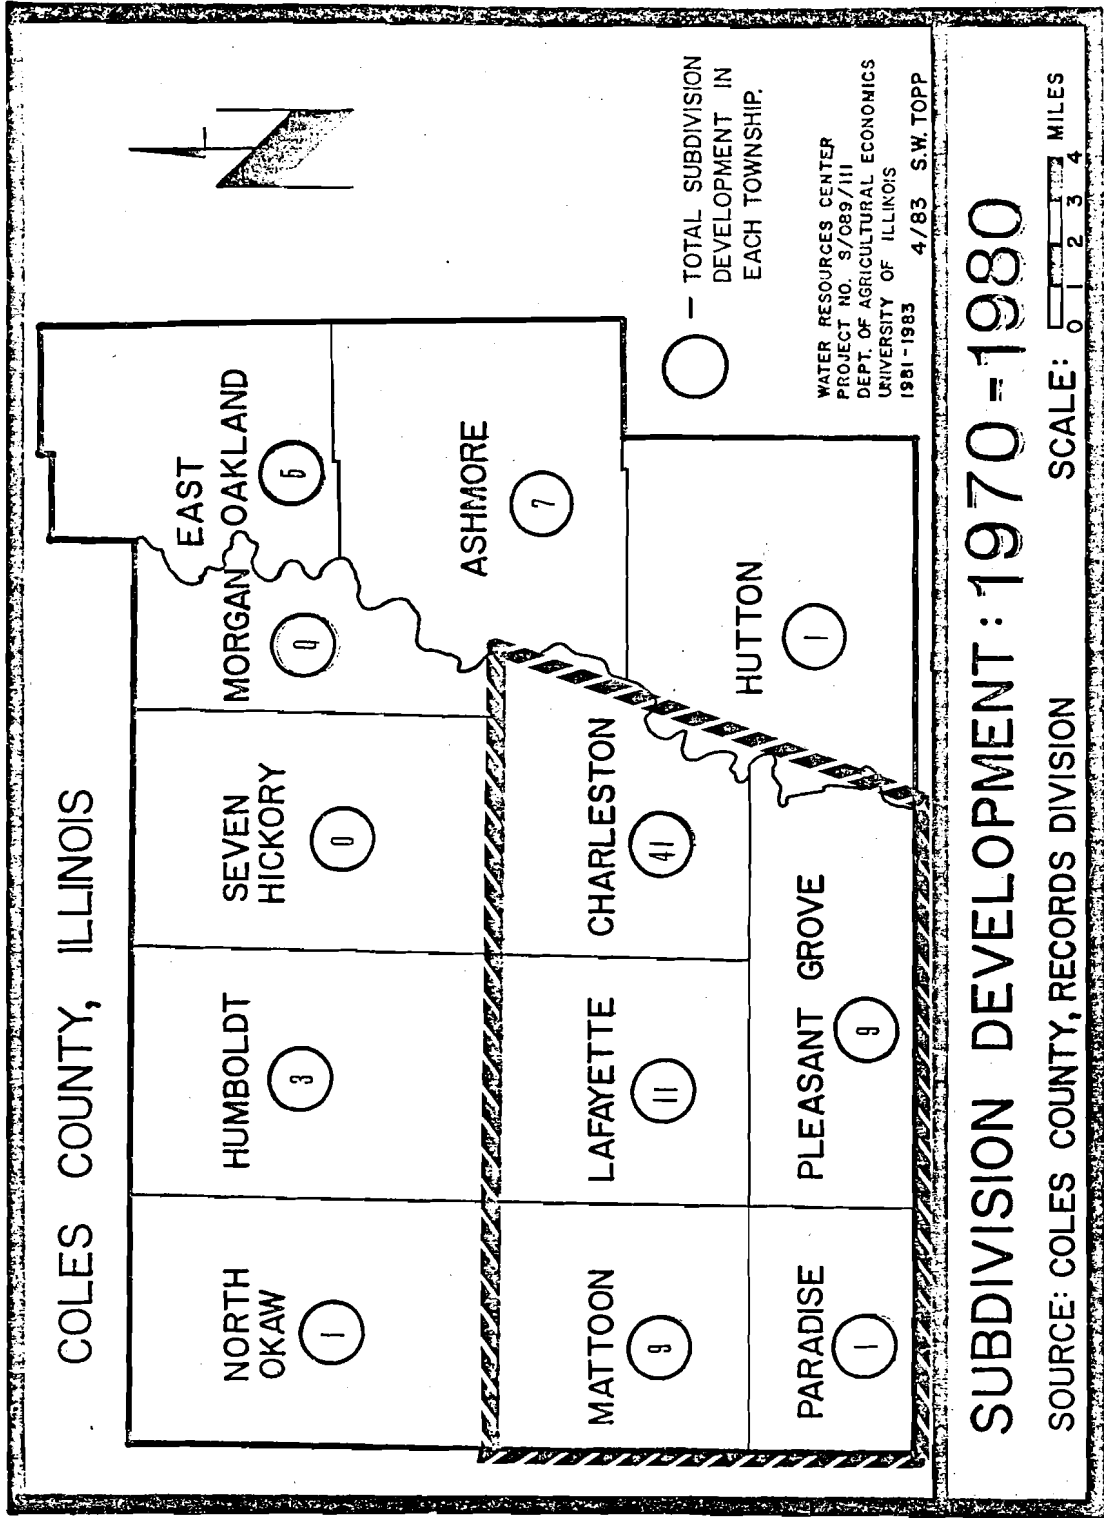 COLES COUNTY, ILLINOIS
NORTH
OKAW
1
HUMBOLDT
3
SEVEN
HICKORY
0
MORGAN
0
EAST
OAKLAND
5
MATTOON
9
LAFAYETTE
11
CHARLESTON
41
ASHMORE
7
PARADISE
1
PLEASANT GROVE
9
HUTTON
1
— TOTAL SUBDIVISION
DEVELOPMENT IN
EACH TOWNSHIP.
WATER RESOURCES CENTER
PROJECT NO. S/089/111
DEPT. OF AGRICULTURAL ECONOMICS
UNIVERSITY OF ILLINOIS
1981-1983 4/83 S.W. TOPP
SUBDIVISION DEVELOPMENT: 1970-1980
SOURCE: COLES COUNTY, RECORDS DIVISION
SCALE: 0 1 2 3 4 MILES